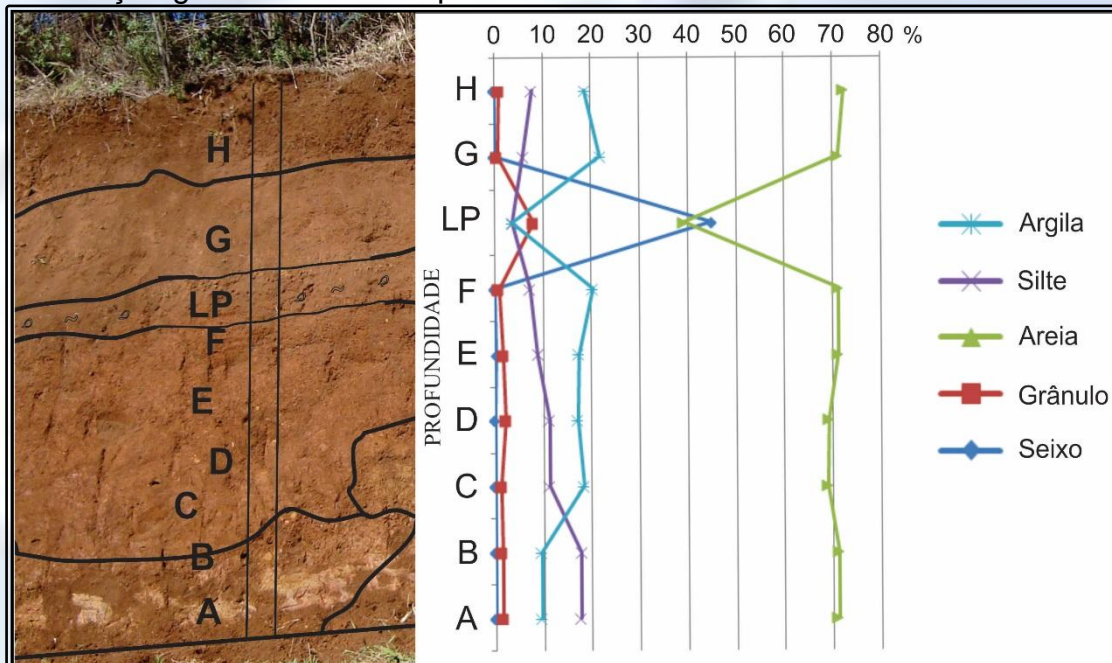 0 10 20 30 40 50 60 70 80 %
H
G
LP
F
E
D
C
B
A
PROFUNDIDADE
H
G
LP
F
E
D
C
B
A
Argila
Silte
Areia
Grânulo
Seixo